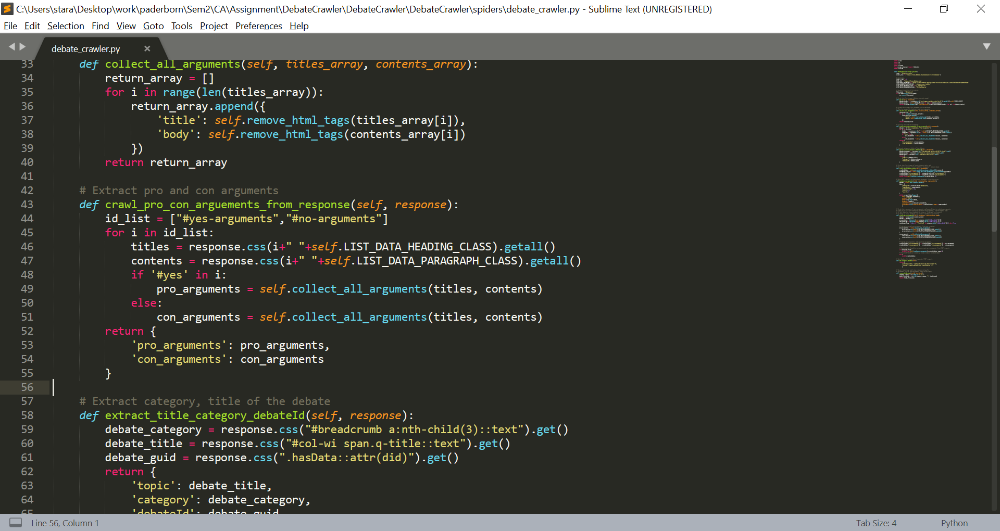 C:\Users\stara\Desktop\work\paderborn\Sem2\CA\Assignment\DebateCrawler\DebateCrawler\DebateCrawler\spiders\debate_crawler.py - Sublime Text (UNREGISTERED)
File Edit Selection Find View Goto Tools Project Preferences Help
debate_crawler.py ×
33 def collect_all_arguments(self, titles_array, contents_array):
34 return_array = []
35 for i in range(len(titles_array)):
36 return_array.append({
37 'title': self.remove_html_tags(titles_array[i]),
38 'body': self.remove_html_tags(contents_array[i])
39 })
40 return return_array
41
42 # Extract pro and con arguments
43 def crawl_pro_con_arguements_from_response(self, response):
44 id_list = ["#yes-arguments","#no-arguments"]
45 for i in id_list:
46 titles = response.css(i+" "+self.LIST_DATA_HEADING_CLASS).getall()
47 contents = response.css(i+" "+self.LIST_DATA_PARAGRAPH_CLASS).getall()
48 if '#yes' in i:
49 pro_arguments = self.collect_all_arguments(titles, contents)
50 else:
51 con_arguments = self.collect_all_arguments(titles, contents)
52 return {
53 'pro_arguments': pro_arguments,
54 'con_arguments': con_arguments
55 }
56
57 # Extract category, title of the debate
58 def extract_title_category_debateId(self, response):
59 debate_category = response.css("#breadcrumb a:nth-child(3)::text").get()
60 debate_title = response.css("#col-wi span.q-title::text").get()
61 debate_guid = response.css(".hasData::attr(did)").get()
62 return {
63 'topic': debate_title,
64 'category': debate_category,
65 'debateId': debate_guid
Line 56, Column 1 Tab Size: 4 Python